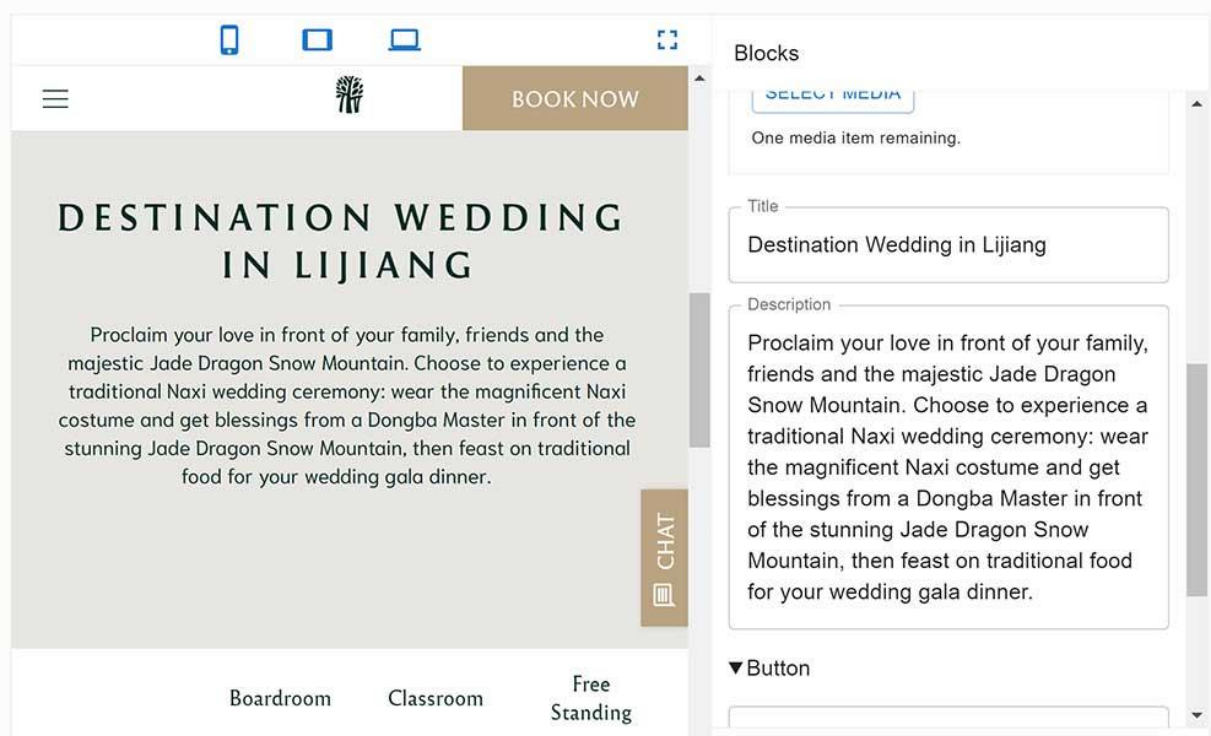 BOOK NOW
DESTINATION WEDDING
IN LIJIANG
Proclaim your love in front of your family, friends and the
majestic Jade Dragon Snow Mountain. Choose to experience a
traditional Naxi wedding ceremony: wear the magnificent Naxi
costume and get blessings from a Dongba Master in front of the
stunning Jade Dragon Snow Mountain, then feast on traditional
food for your wedding gala dinner.
CHAT
Boardroom
Classroom
Free
Standing
Blocks
SELECT MEDIA
One media item remaining.
Title
Destination Wedding in Lijiang
Description
Proclaim your love in front of your family,
friends and the majestic Jade Dragon
Snow Mountain. Choose to experience a
traditional Naxi wedding ceremony: wear
the magnificent Naxi costume and get
blessings from a Dongba Master in front
of the stunning Jade Dragon Snow
Mountain, then feast on traditional food
for your wedding gala dinner.
Button